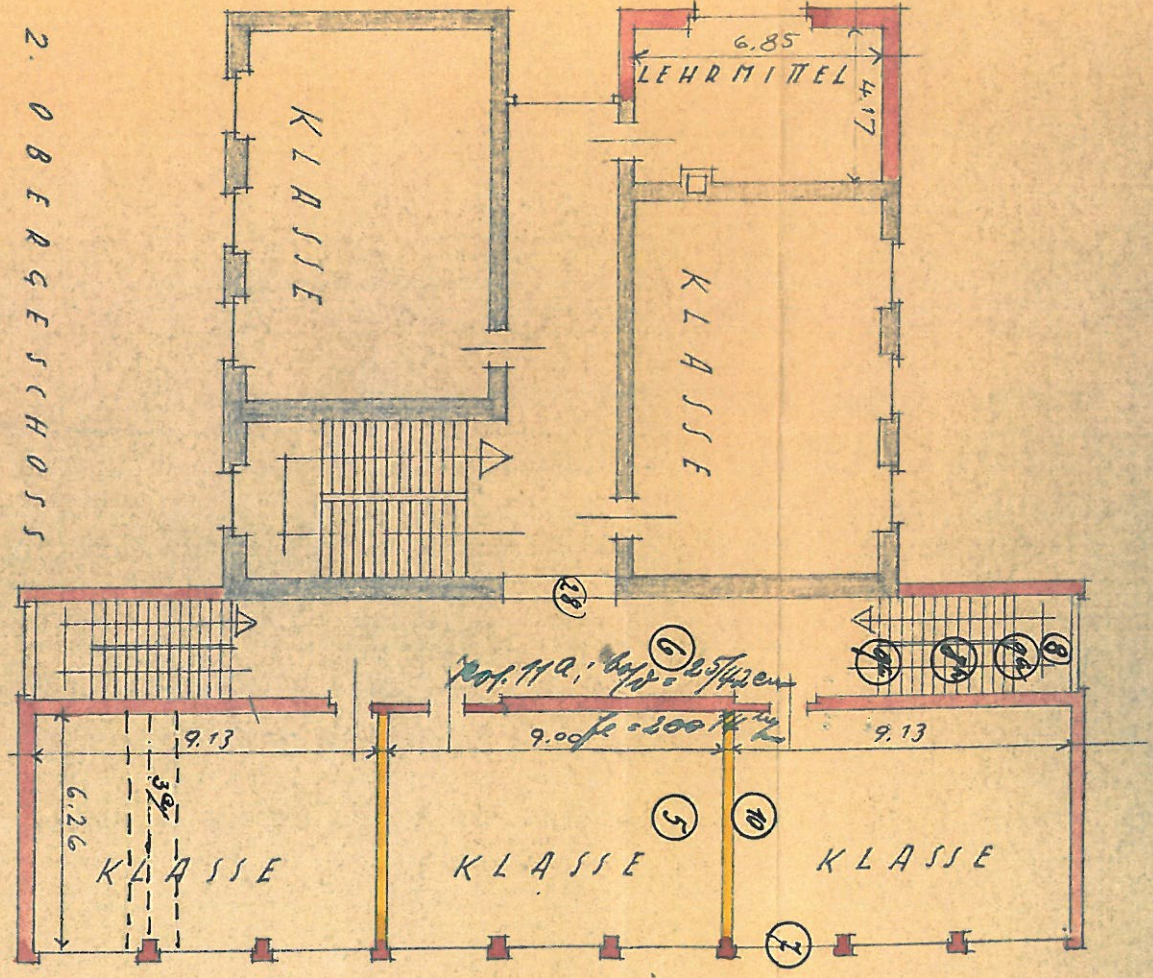 2. OBERGESCHOSS
KLASSE
6.85
LEHRMITTEL
4.17
KLASSE
28
6
8
9.13
9.00
9.13
3a
6.26
5
10
KLASSE
KLASSE
KLASSE
7